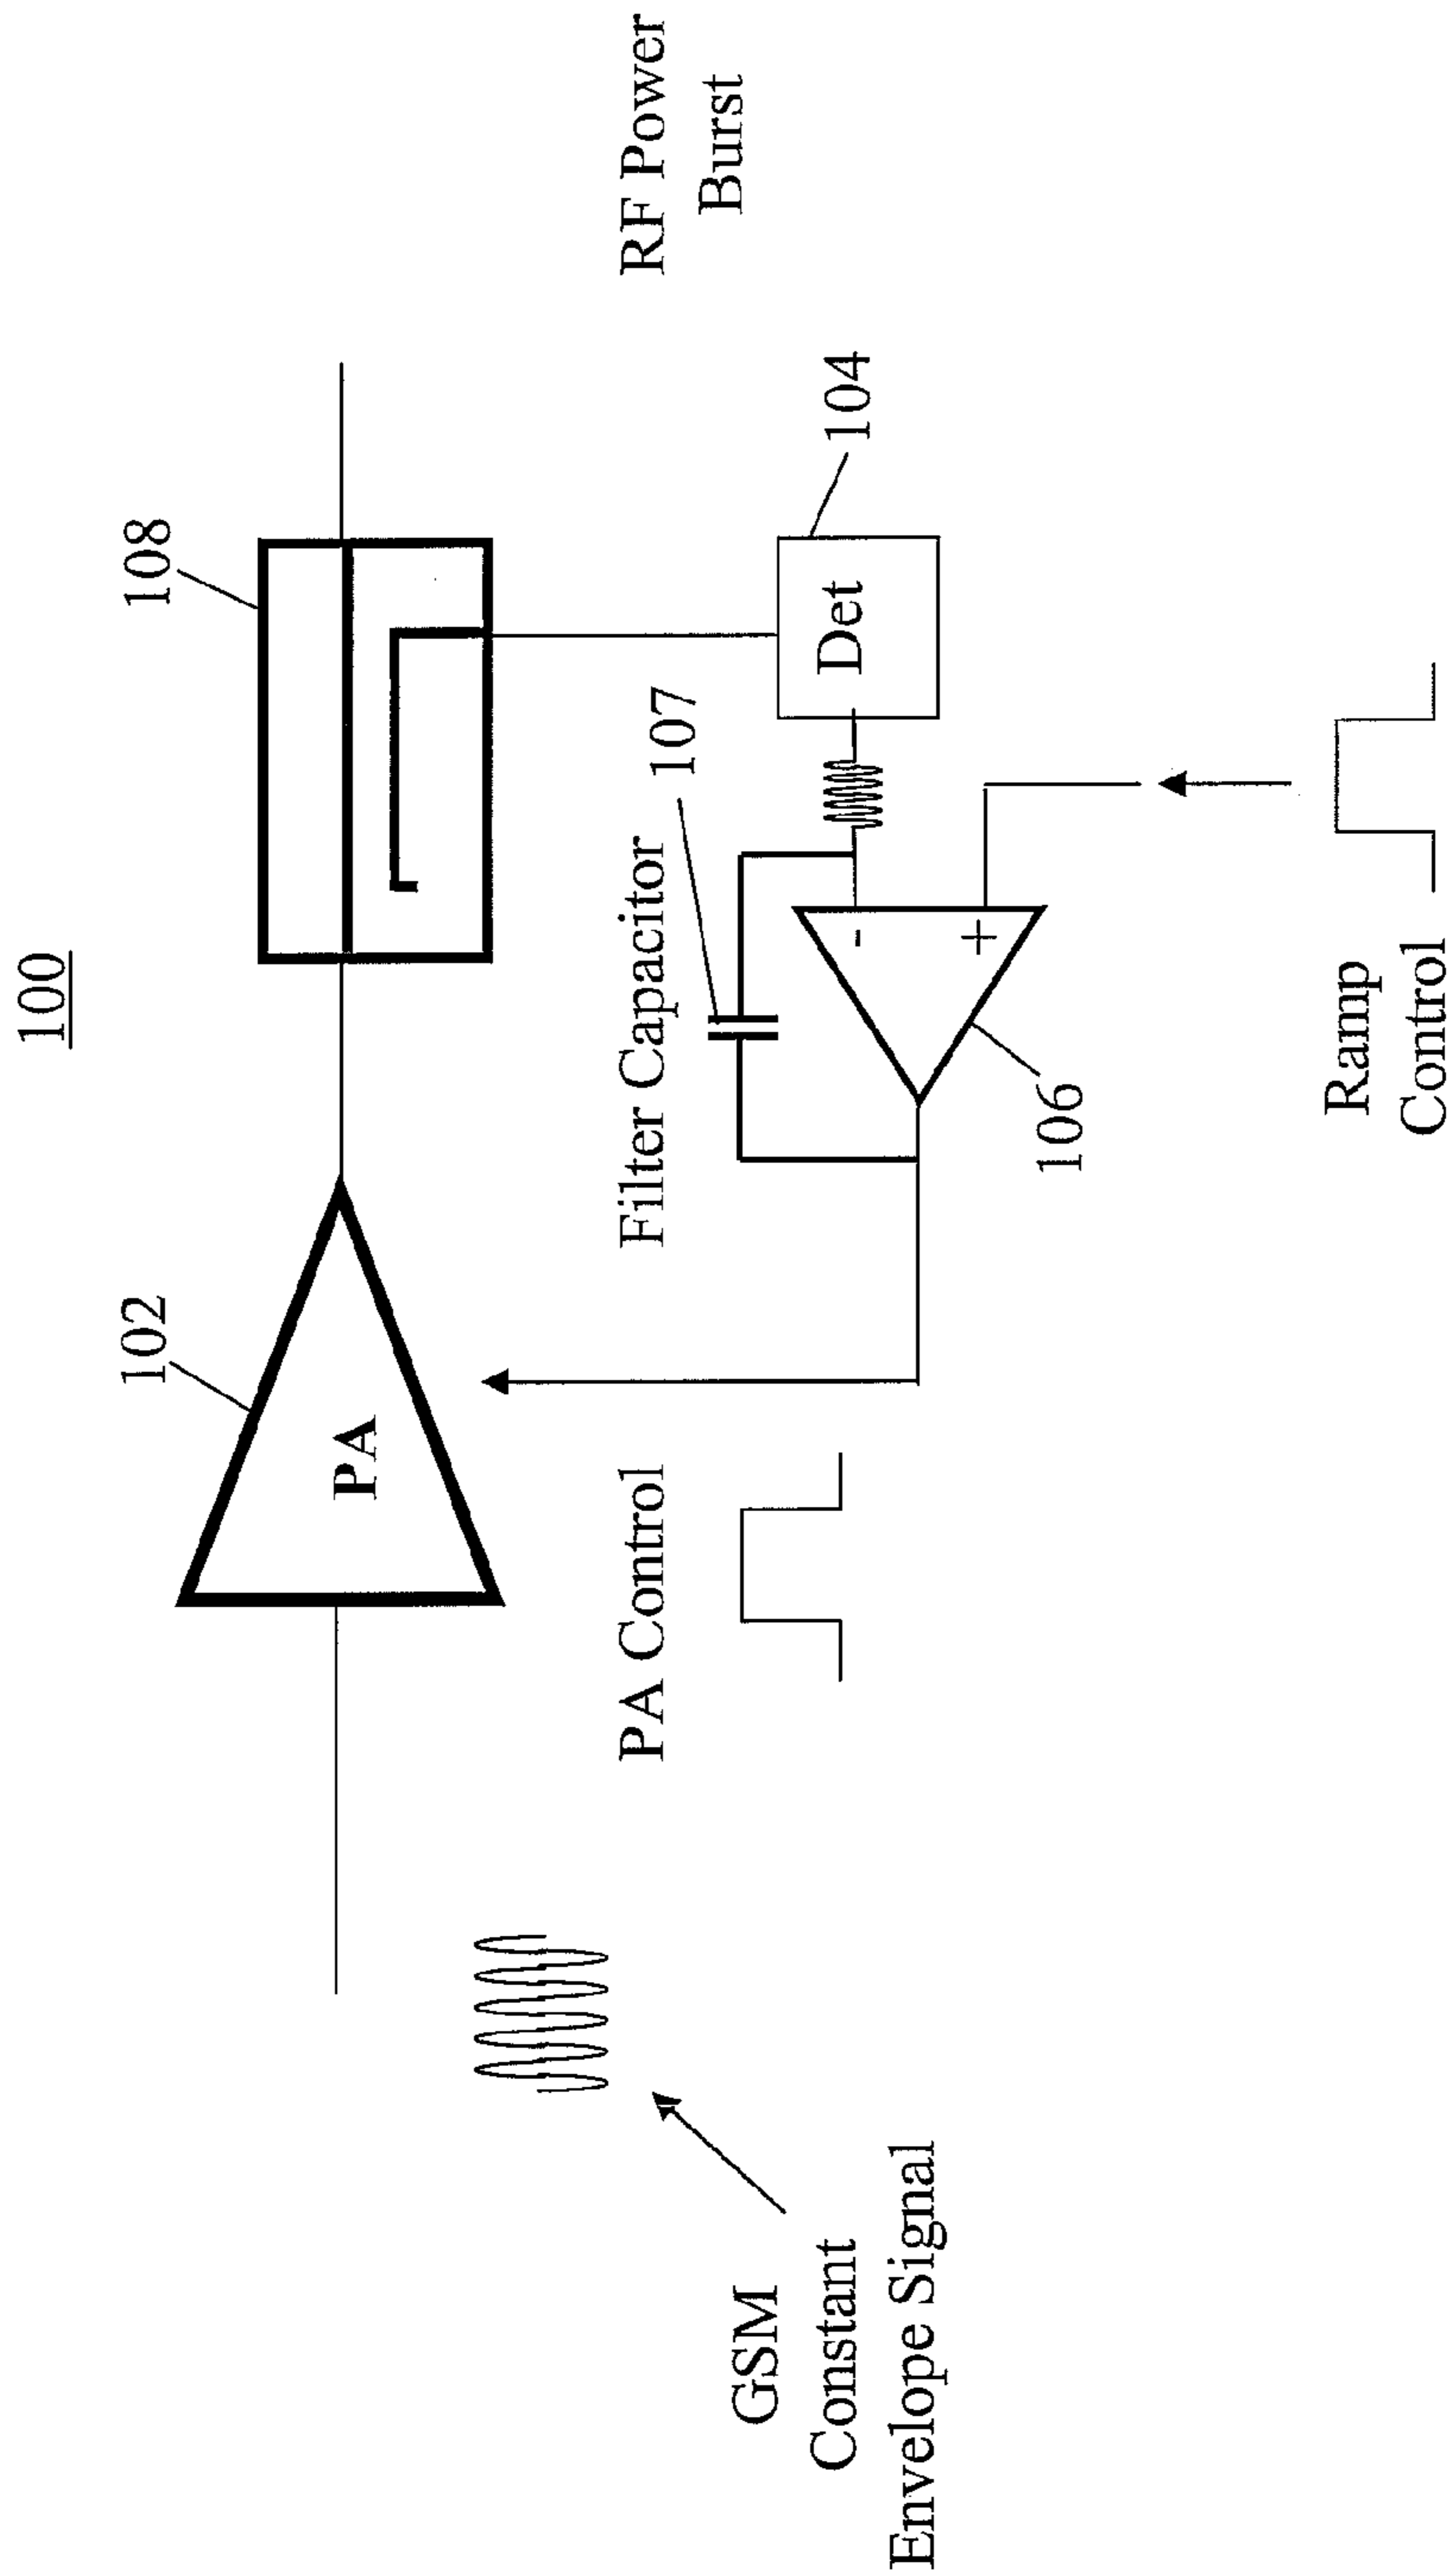 100
102
108
PA
RF Power
Burst
PA Control
Filter Capacitor
107
104
Det
-
+
106
GSM
Constant
Envelope Signal
Ramp
Control